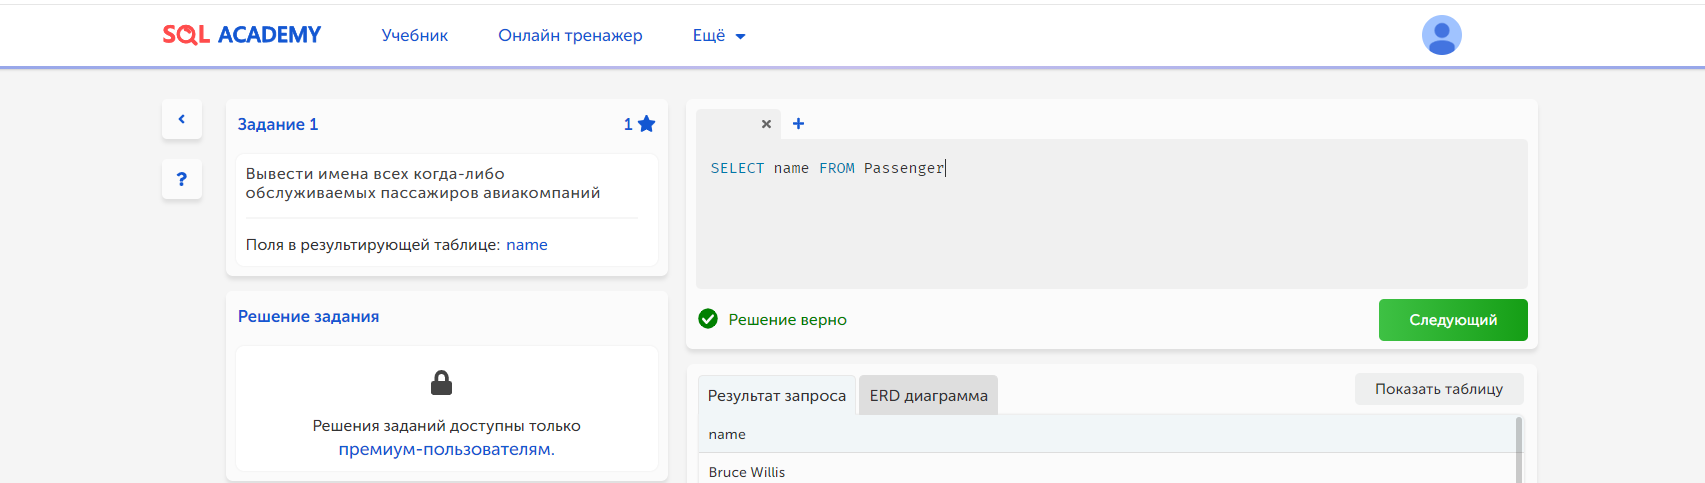 SQL ACADEMY
Учебник
Онлайн тренажер
Ещё
Задание 1
1
Вывести имена всех когда-либо
обслуживаемых пассажиров авиакомпаний
Поля в результирующей таблице: name
?
Решение задания
Решения заданий доступны только
премиум-пользователям.
SELECT name FROM Passenger
Решение верно
Следующий
Результат запроса
ERD диаграмма
Показать таблицу
name
Bruce Willis